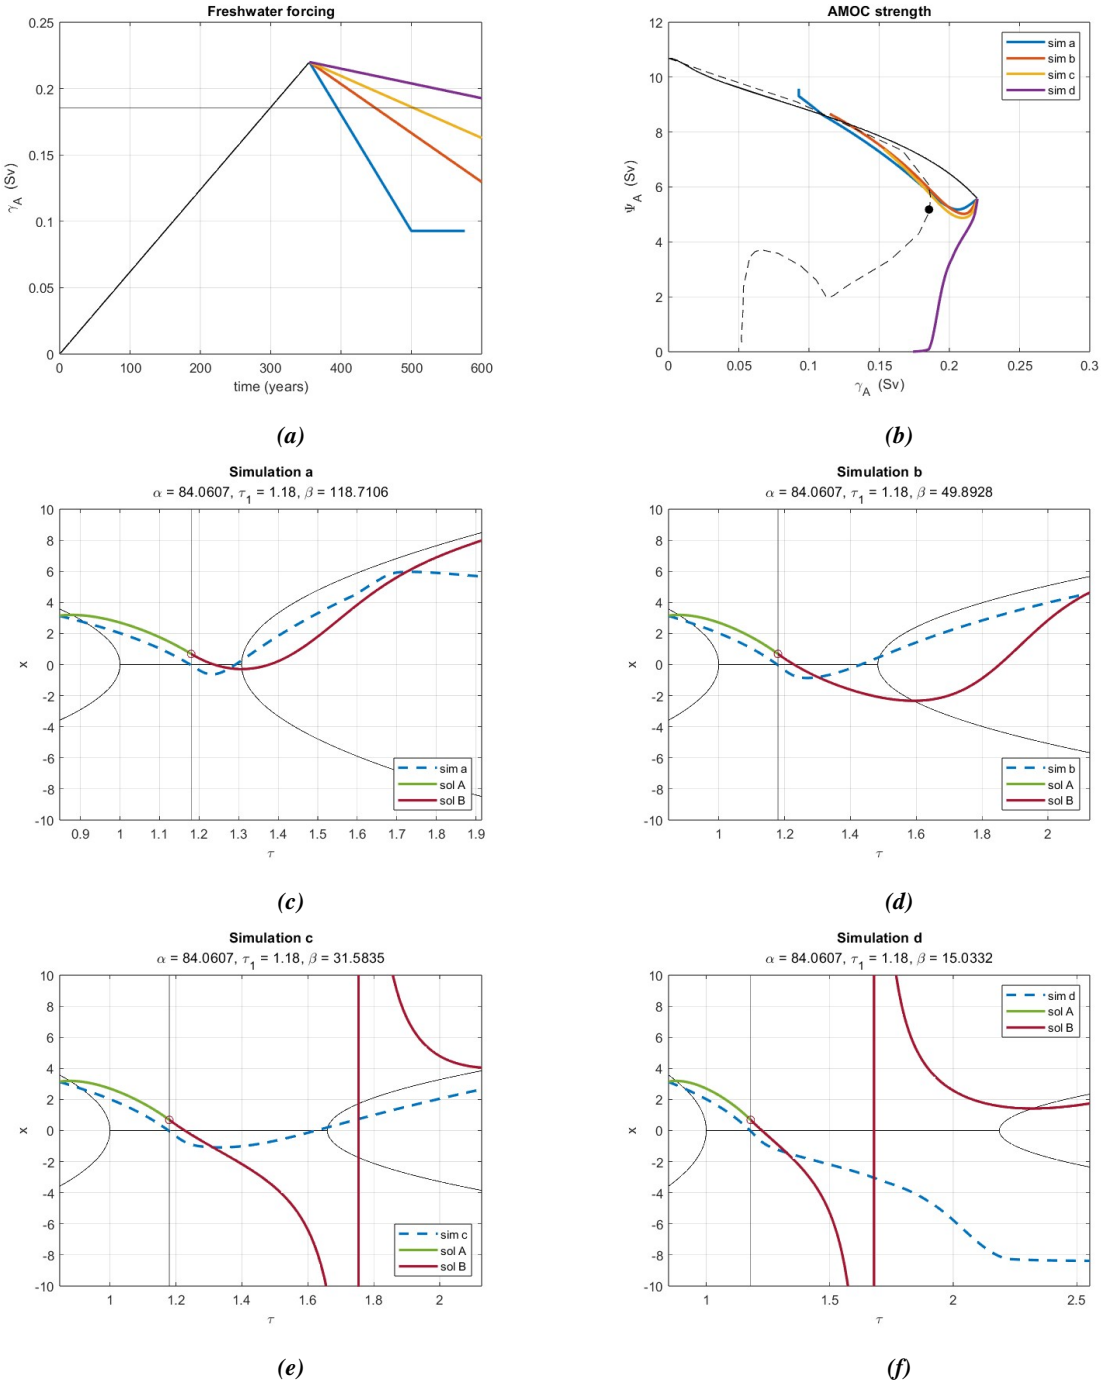 Freshwater forcing
0.25
0.2
0.15
0.1
0.05
0
γA (Sv)
0 100 200 300 400 500 600
time (years)
(a)
AMOC strength
12
10
8
6
4
2
0
ΨA (Sv)
sim a
sim b
sim c
sim d
0 0.05 0.1 0.15 0.2 0.25 0.3
γA (Sv)
(b)
Simulation a
α = 84.0607, τ1 = 1.18, β = 118.7106
10
8
6
4
2
0
-2
-4
-6
-8
-10
x
sim a
sol A
sol B
0.9 1 1.1 1.2 1.3 1.4 1.5 1.6 1.7 1.8 1.9
τ
(c)
Simulation b
α = 84.0607, τ1 = 1.18, β = 49.8928
10
8
6
4
2
0
-2
-4
-6
-8
-10
x
sim b
sol A
sol B
1 1.2 1.4 1.6 1.8 2
τ
(d)
Simulation c
α = 84.0607, τ1 = 1.18, β = 31.5835
10
8
6
4
2
0
-2
-4
-6
-8
-10
x
sim c
sol A
sol B
1 1.2 1.4 1.6 1.8 2
τ
(e)
Simulation d
α = 84.0607, τ1 = 1.18, β = 15.0332
10
8
6
4
2
0
-2
-4
-6
-8
-10
x
sim d
sol A
sol B
1 1.5 2 2.5
τ
(f)